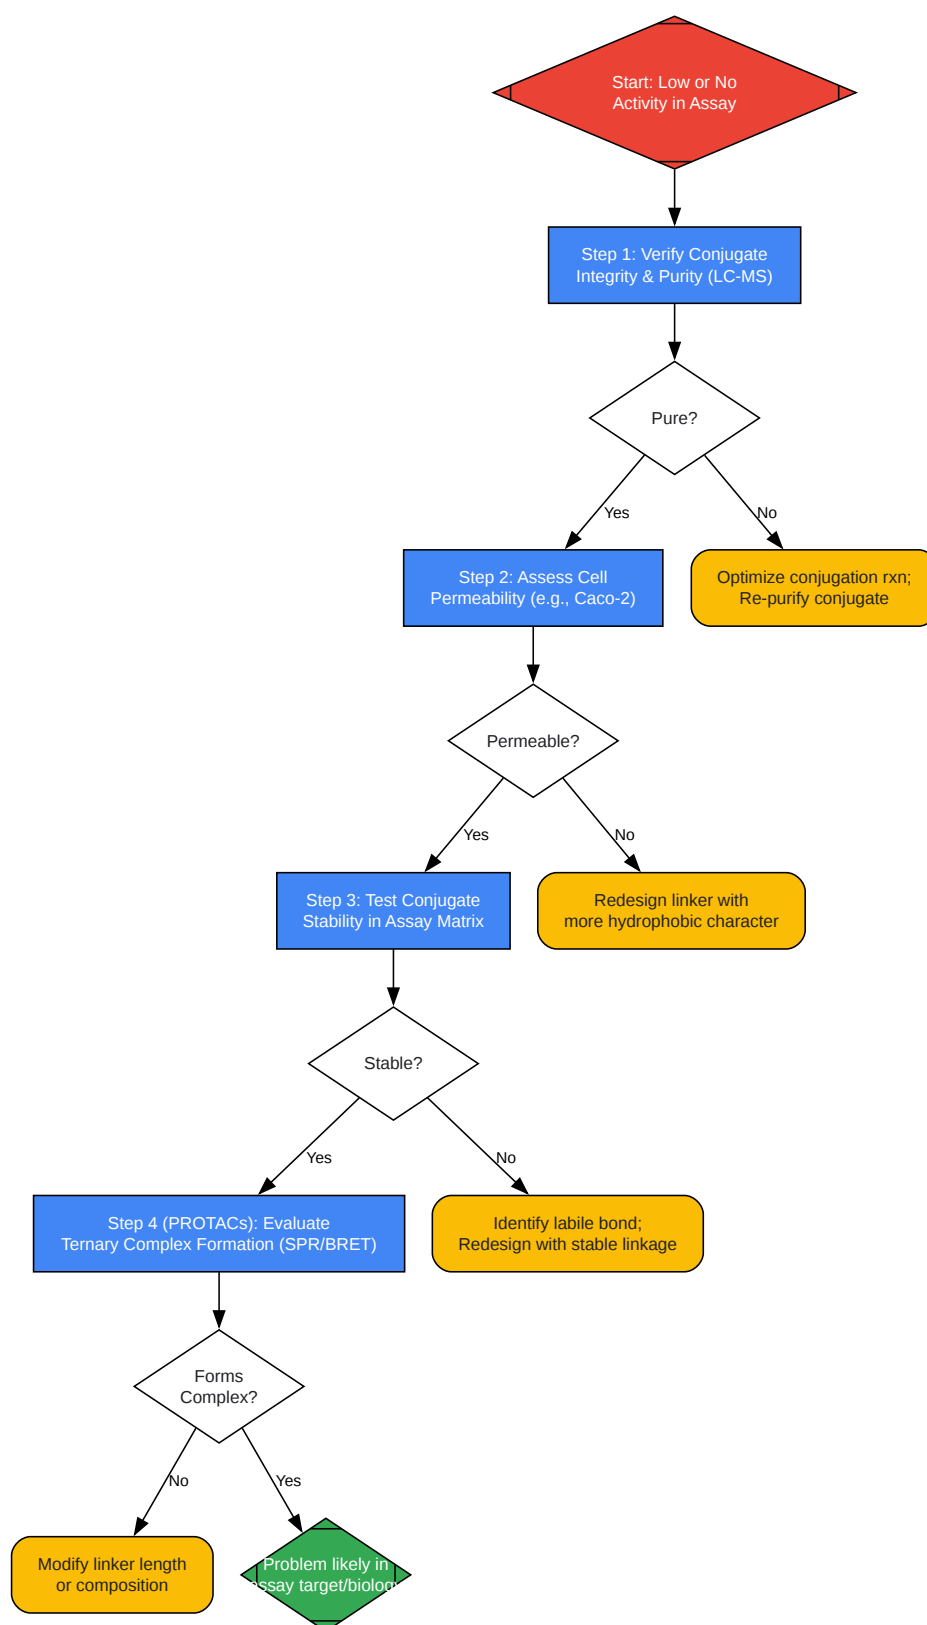 Start: Low or No
Activity in Assay
Step 1: Verify Conjugate
Integrity & Purity (LC-MS)
Pure?
Yes
No
Step 2: Assess Cell
Permeability (e.g., Caco-2)
Optimize conjugation rxn;
Re-purify conjugate
Permeable?
Yes
No
Step 3: Test Conjugate
Stability in Assay Matrix
Redesign linker with
more hydrophobic character
Stable?
Yes
No
Step 4 (PROTACs): Evaluate
Ternary Complex Formation (SPR/BRET)
Identify labile bond;
Redesign with stable linkage
Forms
Complex?
No
Yes
Modify linker length
or composition
Problem likely in
assay target/biology